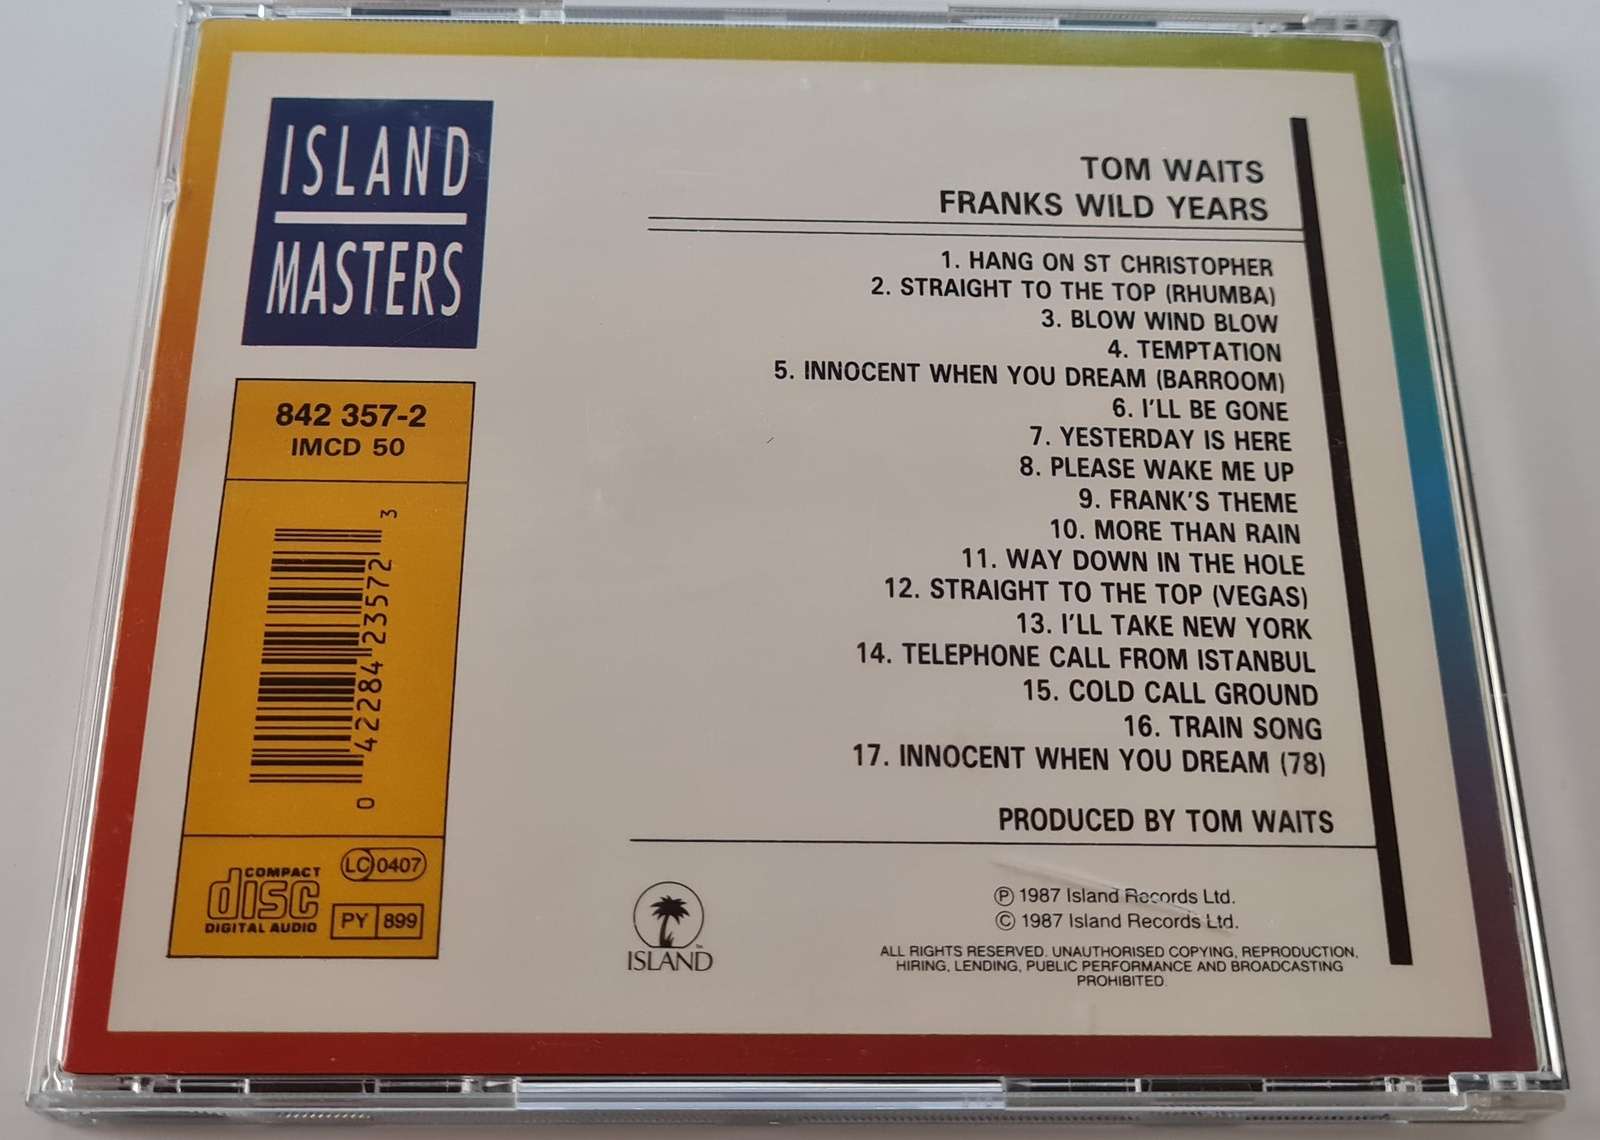 ISLAND
MASTERS
842 357-2
IMCD 50
0 42284 23572 3
COMPACT
disc
DIGITAL AUDIO
LC 0407
PY 899
TOM WAITS
FRANKS WILD YEARS
1. HANG ON ST CHRISTOPHER
2. STRAIGHT TO THE TOP (RHUMBA)
3. BLOW WIND BLOW
4. TEMPTATION
5. INNOCENT WHEN YOU DREAM (BARROOM)
6. I'LL BE GONE
7. YESTERDAY IS HERE
8. PLEASE WAKE ME UP
9. FRANK'S THEME
10. MORE THAN RAIN
11. WAY DOWN IN THE HOLE
12. STRAIGHT TO THE TOP (VEGAS)
13. I'LL TAKE NEW YORK
14. TELEPHONE CALL FROM ISTANBUL
15. COLD CALL GROUND
16. TRAIN SONG
17. INNOCENT WHEN YOU DREAM (78)
PRODUCED BY TOM WAITS
ISLAND™
℗ 1987 Island Records Ltd.
© 1987 Island Records Ltd.
ALL RIGHTS RESERVED. UNAUTHORISED COPYING, REPRODUCTION,
HIRING, LENDING, PUBLIC PERFORMANCE AND BROADCASTING
PROHIBITED.